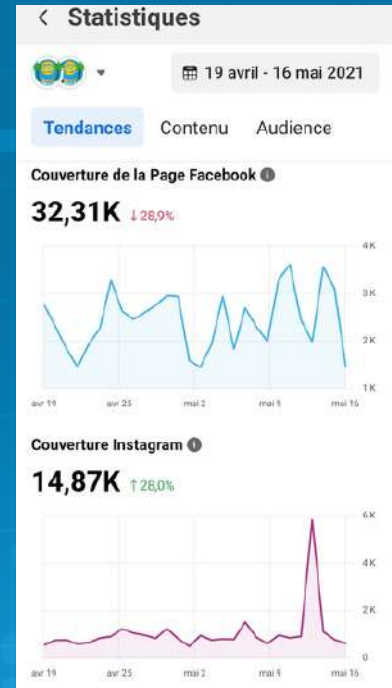 Statistiques
19 avril - 16 mai 2021
Tendances Contenu Audience
Couverture de la Page Facebook
32,31K ↓28,9%
4K
3K
2K
1K
avr 19 avr 25 mai 2 mai 9 mai 16
Couverture Instagram
14,87K ↑28,0%
6K
4K
2K
0
avr 19 avr 25 mai 2 mai 9 mai 16